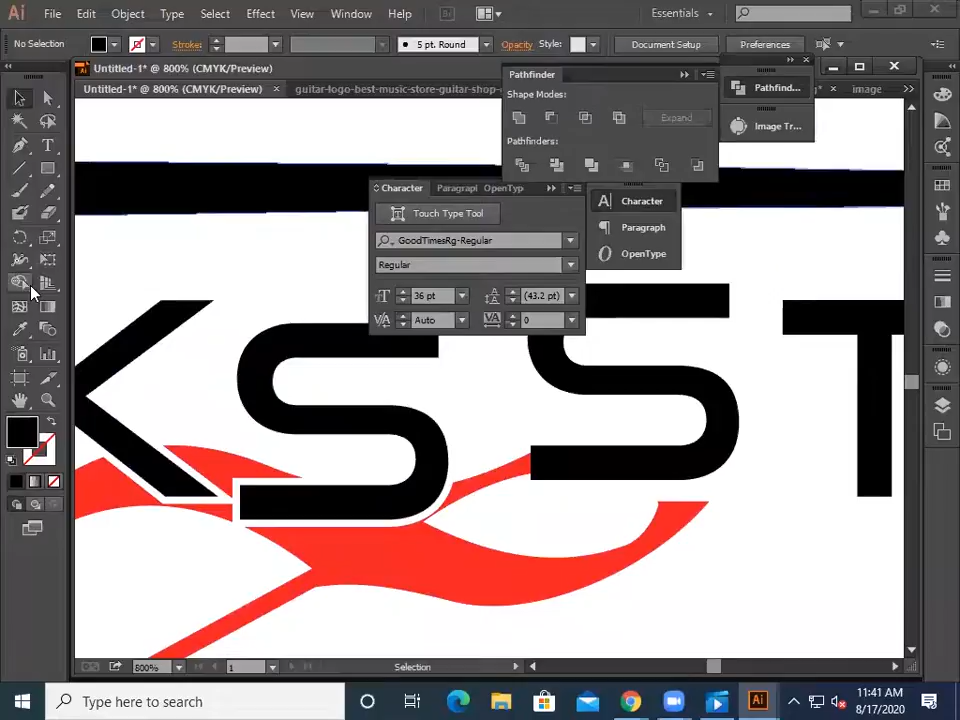 Ai File Edit Object Type Select Effect View Window Help Br Essentials
No Selection Stroke: 5 pt. Round Opacity Style: Document Setup Preferences
Untitled-1* @ 800% (CMYK/Preview)
Untitled-1* @ 800% (CMYK/Preview) × guitar-logo-best-music-store-guitar-shop- × image
Pathfinder
Shape Modes:
Expand
Pathfinders:
Pathfind...
Image Tr...
Character Paragraph OpenTyp
Touch Type Tool
GoodTimesRg-Regular
Regular
36 pt (43.2 pt)
Auto 0
Character
Paragraph
OpenType
KSST
800% 1 Selection
Type here to search
Ai
11:41 AM
8/17/2020